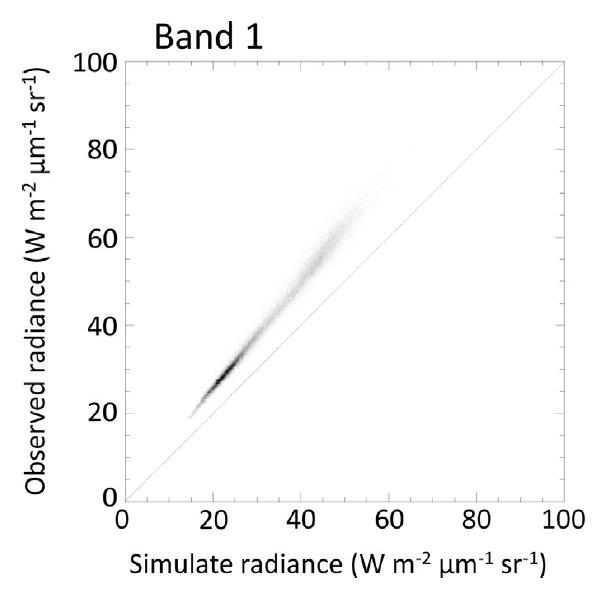 Band 1
Observed radiance (W m-2 μm-1 sr-1)
100
80
60
40
20
0
0 20 40 60 80 100
Simulate radiance (W m-2 μm-1 sr-1)